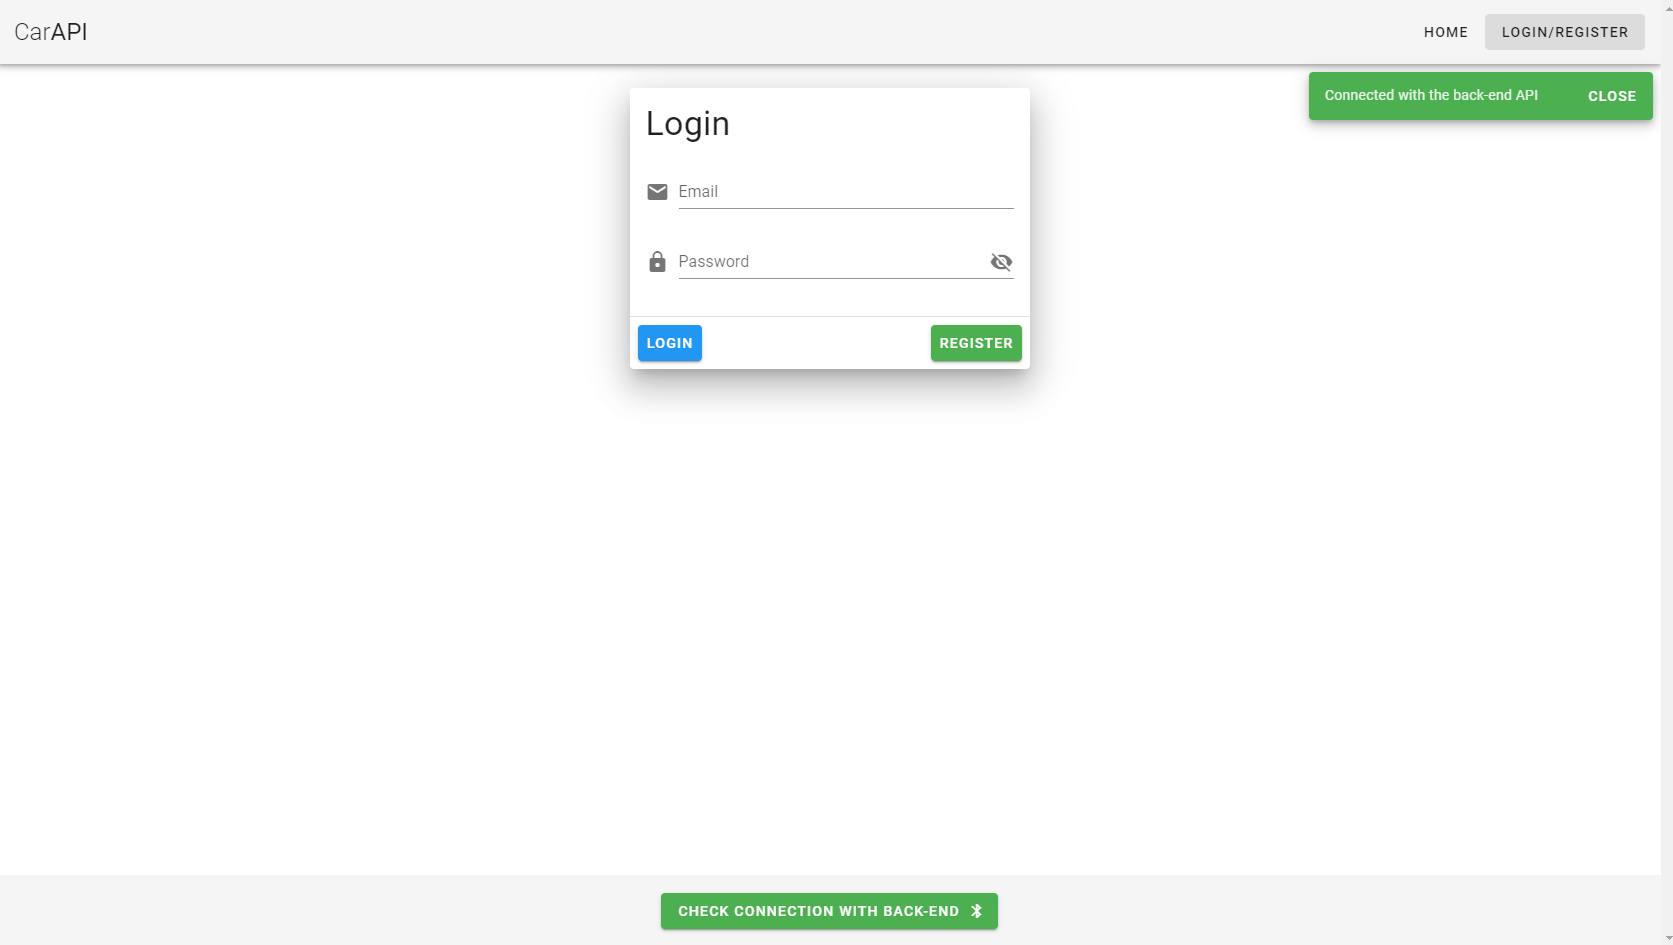 CarAPI
HOME
LOGIN/REGISTER
Connected with the back-end API
CLOSE
Login
Email
Password
LOGIN
REGISTER
CHECK CONNECTION WITH BACK-END